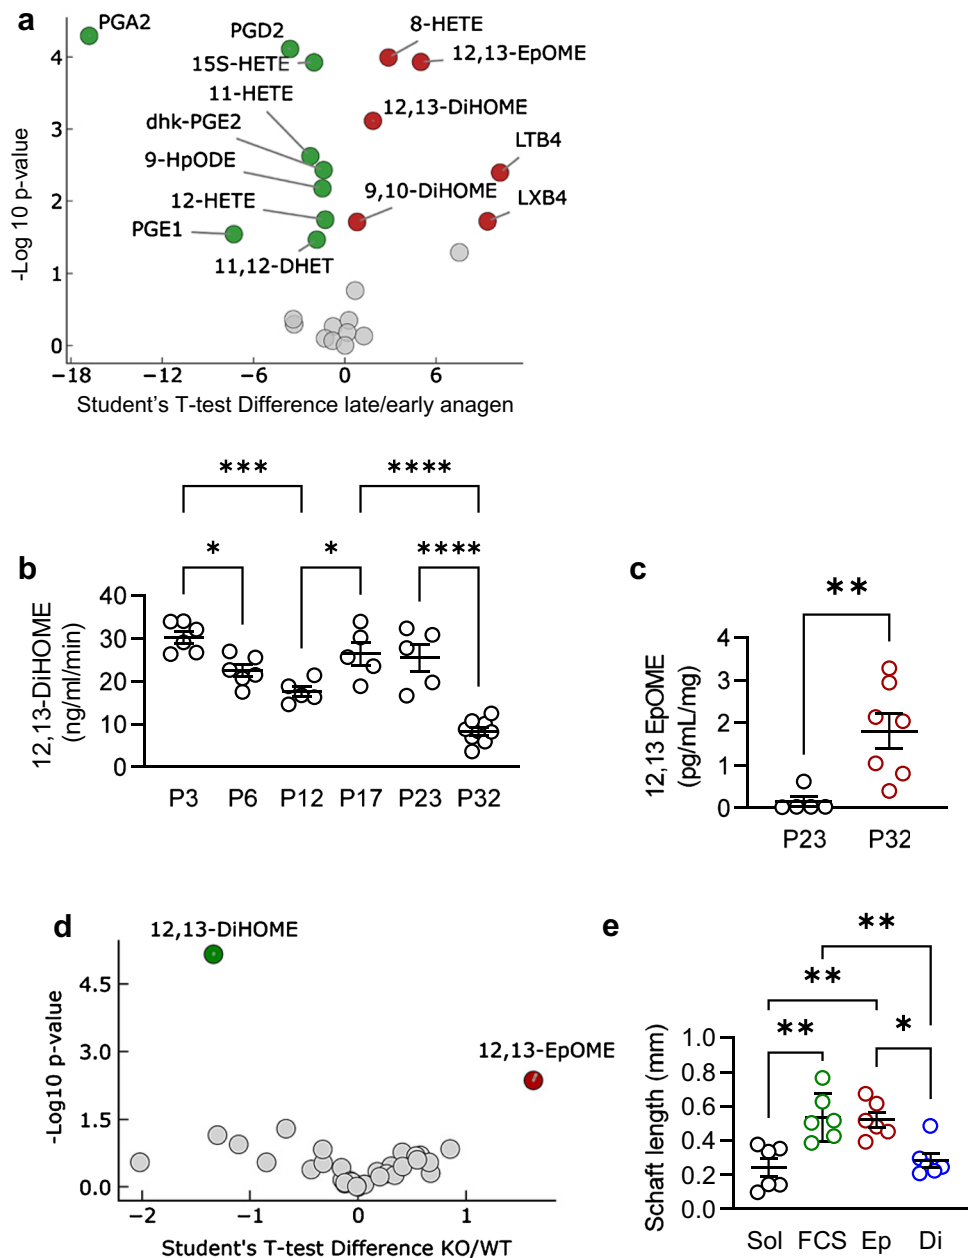 a
PGA2
PGD2
8-HETE
15S-HETE
12,13-EpOME
11-HETE
12,13-DiHOME
dhk-PGE2
LTB4
9-HpODE
9,10-DiHOME
12-HETE
LXB4
PGE1
11,12-DHET
-Log 10 p-value
4
3
2
1
0
-18 -12 -6 0 6
Student's T-test Difference late/early anagen
b
*** ****
* * ****
12,13-DiHOME
(ng/ml/min)
40
30
20
10
0
P3 P6 P12 P17 P23 P32
c
**
12,13 EpOME
(pg/mL/mg)
4
3
2
1
0
P23 P32
d
12,13-DiHOME
12,13-EpOME
-Log10 p-value
4.5
3.0
1.5
0.0
−2 −1 0 1
Student's T-test Difference KO/WT
e
**
**
** *
Schaft length (mm)
1.0
0.8
0.6
0.4
0.2
0.0
Sol FCS Ep Di